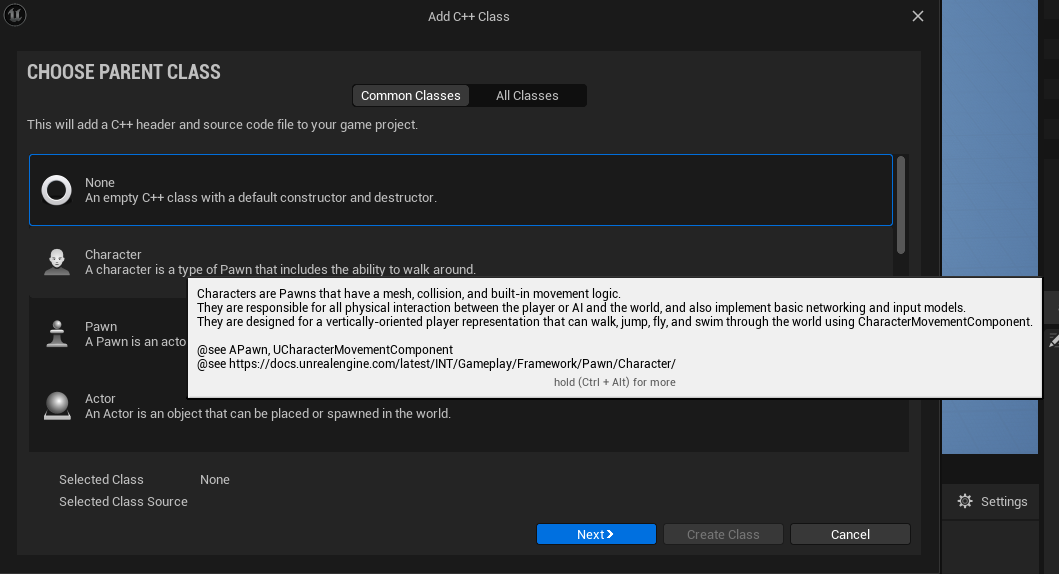 Add C++ Class
CHOOSE PARENT CLASS
Common Classes
All Classes
This will add a C++ header and source code file to your game project.
None
An empty C++ class with a default constructor and destructor.
Character
A character is a type of Pawn that includes the ability to walk around.
Characters are Pawns that have a mesh, collision, and built-in movement logic.
They are responsible for all physical interaction between the player or AI and the world, and also implement basic networking and input models.
They are designed for a vertically-oriented player representation that can walk, jump, fly, and swim through the world using CharacterMovementComponent.
@see APawn, UCharacterMovementComponent
@see https://docs.unrealengine.com/latest/INT/Gameplay/Framework/Pawn/Character/
hold (Ctrl + Alt) for more
Pawn
A Pawn is an acto
Actor
An Actor is an object that can be placed or spawned in the world.
Selected Class
None
Selected Class Source
Next
Create Class
Cancel
Settings